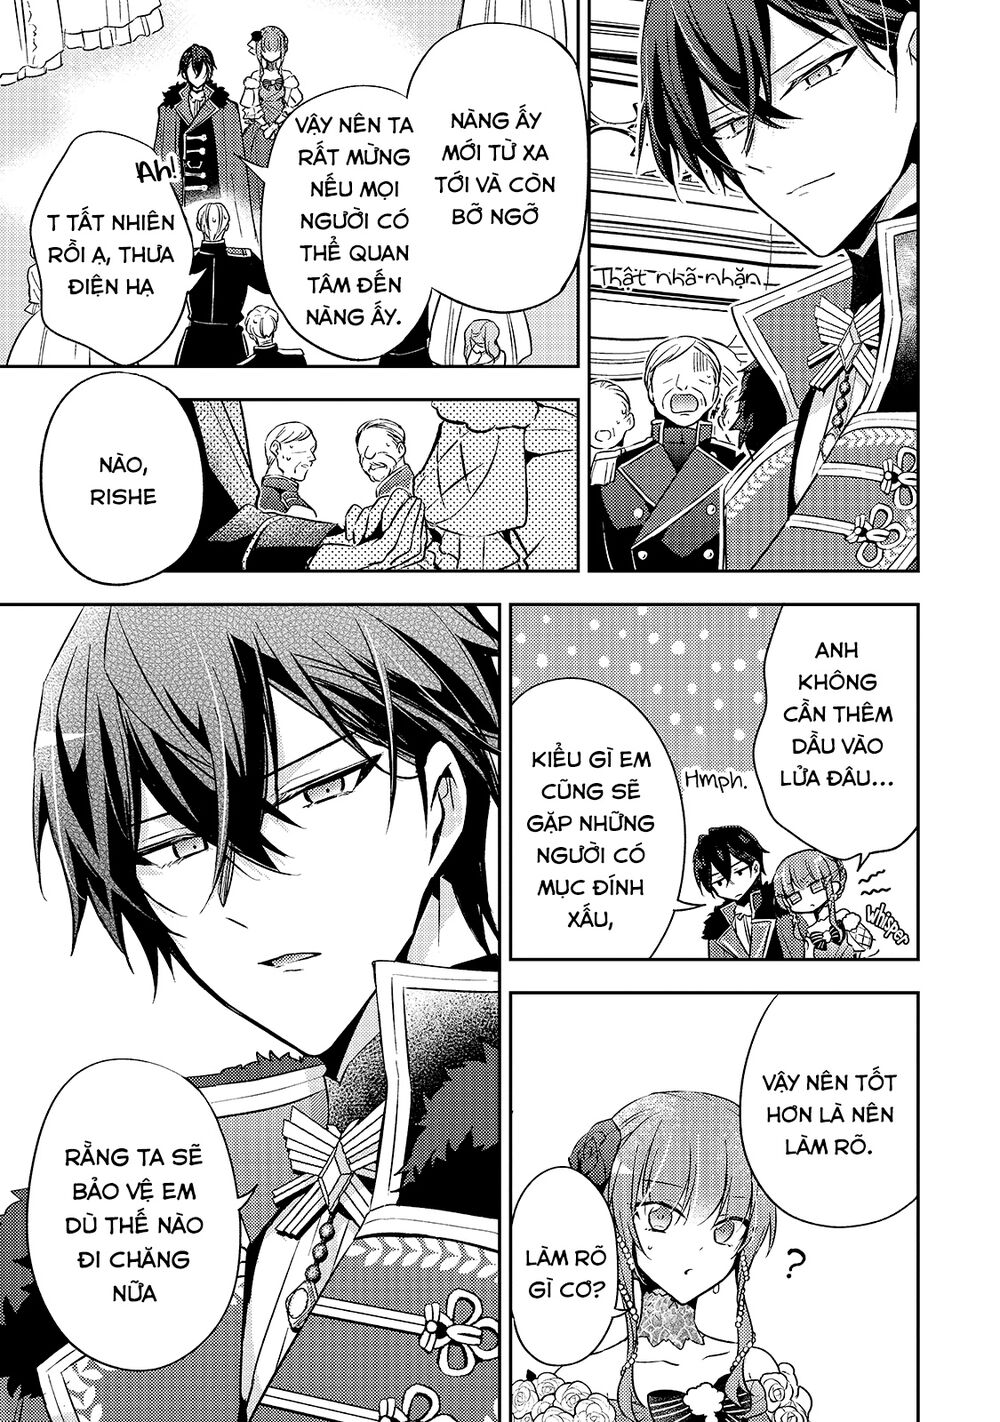 Thật nhã nhặn
NÀNG ẤY
MỚI TỪ XA
TỚI VÀ CÒN
BỠ NGỠ
VẬY NÊN TA
RẤT MỪNG
NẾU MỌI
NGƯỜI CÓ
THỂ QUAN
TÂM ĐẾN
NÀNG ẤY.
Ah!
T TẤT NHIÊN
RỒI Ạ, THƯA
ĐIỆN HẠ
NÀO,
RISHE
ANH
KHÔNG
CẦN THÊM
DẦU VÀO
LỬA ĐÂU...
Hmph.
whisper
KIỂU GÌ EM
CŨNG SẼ
GẶP NHỮNG
NGƯỜI CÓ
MỤC ĐÍNH
XẤU,
VẬY NÊN TỐT
HƠN LÀ NÊN
LÀM RÕ.
?
LÀM RÕ
GÌ CƠ?
RẰNG TA SẼ
BẢO VỆ EM
DÙ THẾ NÀO
ĐI CHĂNG
NỮA